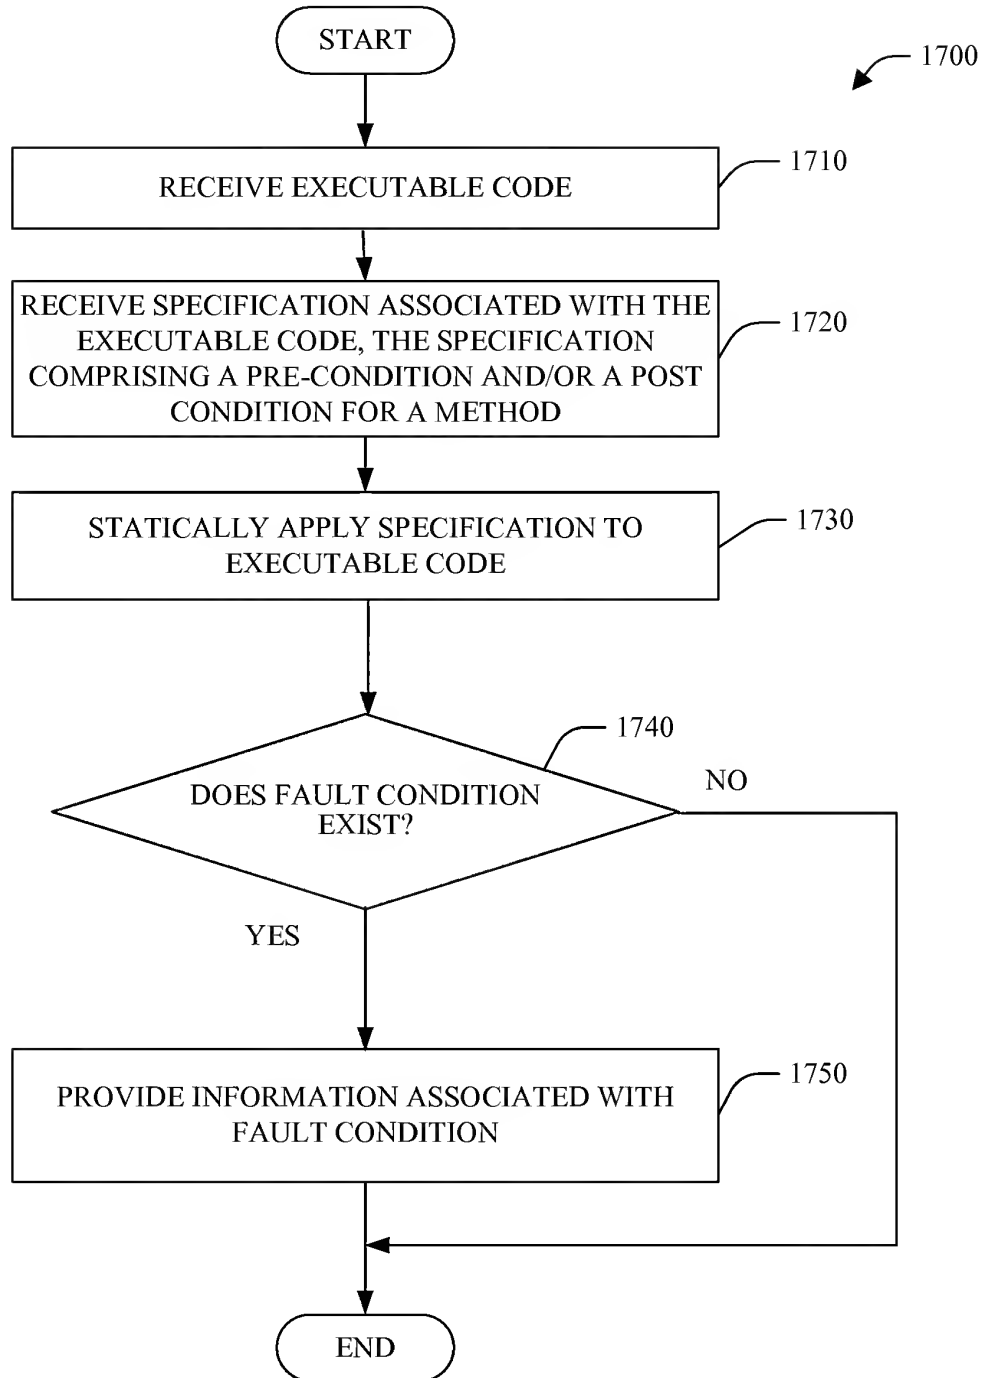 START
1700
1710
RECEIVE EXECUTABLE CODE
RECEIVE SPECIFICATION ASSOCIATED WITH THE
EXECUTABLE CODE, THE SPECIFICATION
COMPRISING A PRE-CONDITION AND/OR A POST
CONDITION FOR A METHOD
1720
STATICALLY APPLY SPECIFICATION TO
EXECUTABLE CODE
1730
1740
DOES FAULT CONDITION
EXIST?
NO
YES
PROVIDE INFORMATION ASSOCIATED WITH
FAULT CONDITION
1750
END